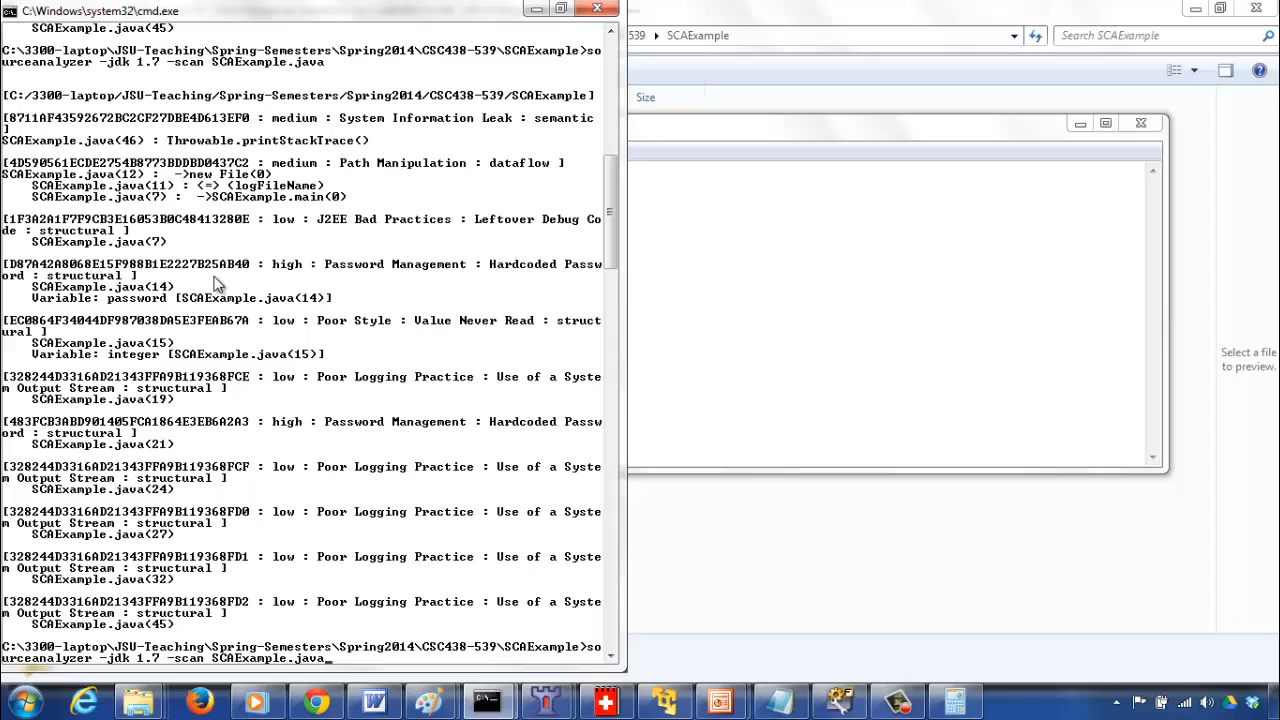 C:\Windows\system32\cmd.exe
SCAExample.java(45)
C:\3300-laptop\JSU-Teaching\Spring-Semesters\Spring2014\CSC438-539\SCAExample>so
urceanalyzer -jdk 1.7 -scan SCAExample.java
[C:/3300-laptop/JSU-Teaching/Spring-Semesters/Spring2014/CSC438-539/SCAExample]
[8711AF43592672BC2CF27DBE4D613EF0 : medium : System Information Leak : semantic
]
SCAExample.java(46) : Throwable.printStackTrace()
[4D590561ECDE2754B8773BDDBD0437C2 : medium : Path Manipulation : dataflow ]
SCAExample.java(12) :  ->new File(0)
SCAExample.java(11) : <=> (logFileName)
SCAExample.java(7) :  ->SCAExample.main(0)
[1F3A2A1F7F9CB3E16053B0C48413280E : low : J2EE Bad Practices : Leftover Debug Co
de : structural ]
SCAExample.java(7)
[D87A42A8068E15F988B1E2227B25AB40 : high : Password Management : Hardcoded Passw
ord : structural ]
SCAExample.java(14)
Variable: password [SCAExample.java(14)]
[EC0864F34044DF987038DA5E3FEAB67A : low : Poor Style : Value Never Read : struct
ural ]
SCAExample.java(15)
Variable: integer [SCAExample.java(15)]
[328244D3316AD21343FFA9B119368FCE : low : Poor Logging Practice : Use of a Syste
m Output Stream : structural ]
SCAExample.java(19)
[483FCB3ABD901405FCA1864E3EB6A2A3 : high : Password Management : Hardcoded Passw
ord : structural ]
SCAExample.java(21)
[328244D3316AD21343FFA9B119368FCF : low : Poor Logging Practice : Use of a Syste
m Output Stream : structural ]
SCAExample.java(24)
[328244D3316AD21343FFA9B119368FD0 : low : Poor Logging Practice : Use of a Syste
m Output Stream : structural ]
SCAExample.java(27)
[328244D3316AD21343FFA9B119368FD1 : low : Poor Logging Practice : Use of a Syste
m Output Stream : structural ]
SCAExample.java(32)
[328244D3316AD21343FFA9B119368FD2 : low : Poor Logging Practice : Use of a Syste
m Output Stream : structural ]
SCAExample.java(45)
C:\3300-laptop\JSU-Teaching\Spring-Semesters\Spring2014\CSC438-539\SCAExample>so
urceanalyzer -jdk 1.7 -scan SCAExample.java_
539 ▸ SCAExample
Search SCAExample
Size
Select a file
to preview.